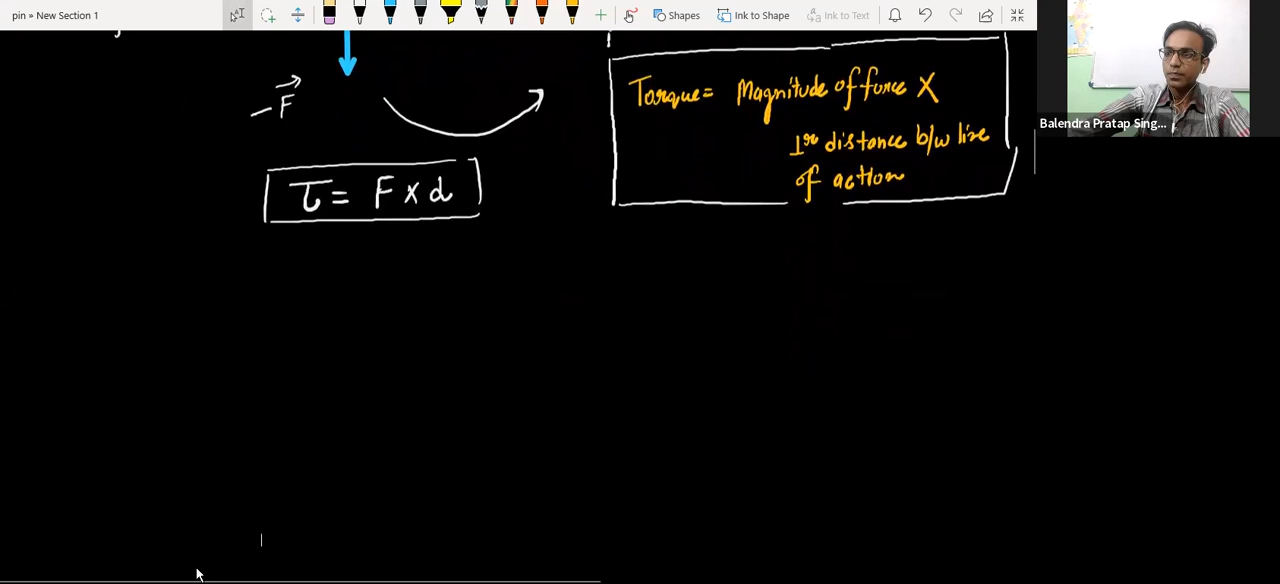 pin » New Section 1
Shapes
Ink to Shape
Ink to Text
Balendra Pratap Sing...
-F
τ = F × d
Torque = Magnitude of force X
⊥ar distance b/w line
of action